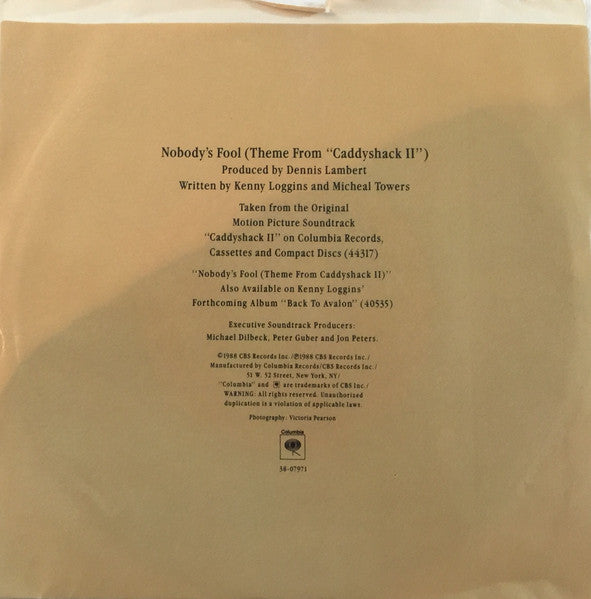 Nobody's Fool (Theme From "Caddyshack II")
Produced by Dennis Lambert
Written by Kenny Loggins and Micheal Towers
Taken from the Original
Motion Picture Soundtrack
"Caddyshack II" on Columbia Records,
Cassettes and Compact Discs (44317)
"Nobody's Fool (Theme From Caddyshack II)"
Also Available on Kenny Loggins'
Forthcoming Album "Back To Avalon" (40535)
Executive Soundtrack Producers:
Michael Dilbeck, Peter Guber and Jon Peters.
©1988 CBS Records Inc./℗1988 CBS Records Inc./
Manufactured by Columbia Records/CBS Records Inc./
51 W. 52 Street, New York, NY/
"Columbia" and are trademarks of CBS Inc./
WARNING: All rights reserved. Unauthorized
duplication is a violation of applicable laws.
Photography: Victoria Pearson
Columbia
38-07971